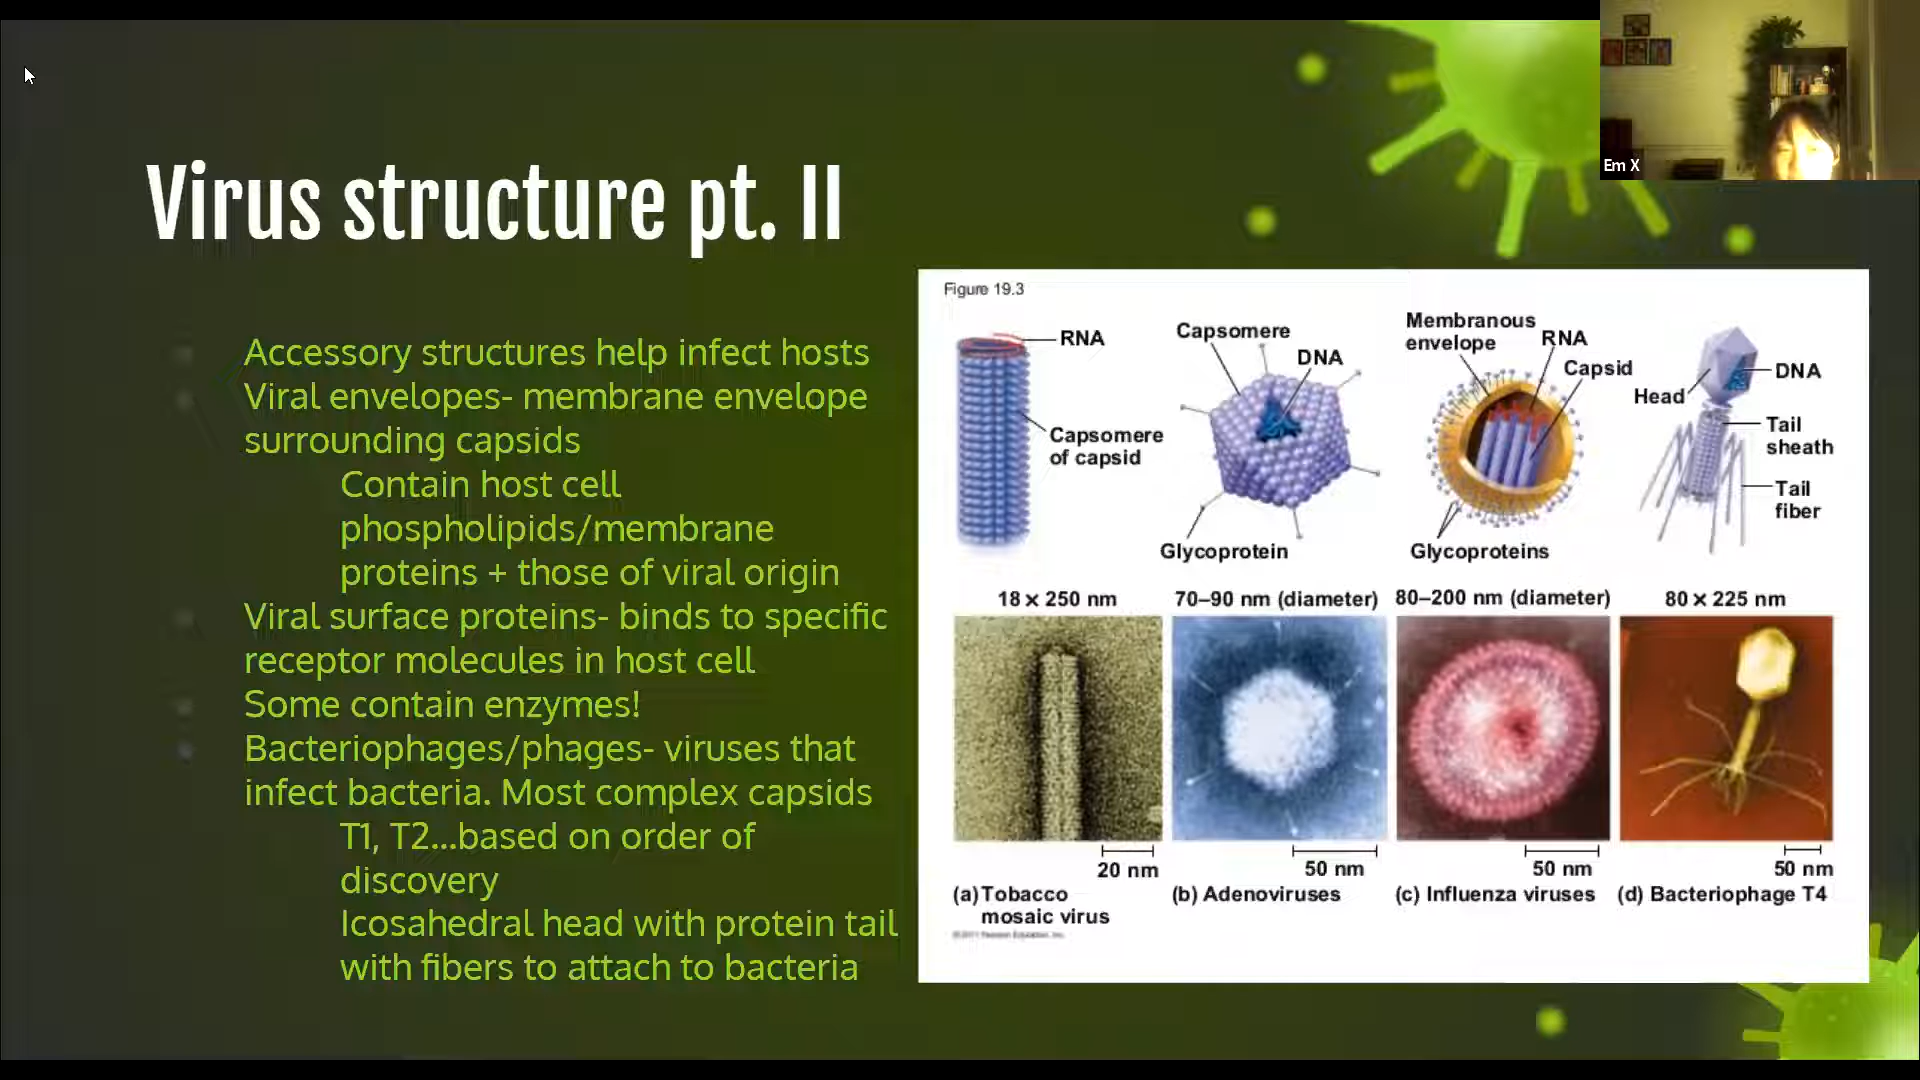 Em X
Virus structure pt. II
Accessory structures help infect hosts
Viral envelopes- membrane envelope
surrounding capsids
Contain host cell
phospholipids/membrane
proteins + those of viral origin
Viral surface proteins- binds to specific
receptor molecules in host cell
Some contain enzymes!
Bacteriophages/phages- viruses that
infect bacteria. Most complex capsids
T1, T2...based on order of
discovery
Icosahedral head with protein tail
with fibers to attach to bacteria
Figure 19.3
RNA
Capsomere
of capsid
18 x 250 nm
20 nm
(a) Tobacco
mosaic virus
Capsomere
DNA
Glycoprotein
70–90 nm (diameter)
50 nm
(b) Adenoviruses
Membranous
envelope
RNA
Capsid
Glycoproteins
80–200 nm (diameter)
50 nm
(c) Influenza viruses
Head
DNA
Tail
sheath
Tail
fiber
80 x 225 nm
50 nm
(d) Bacteriophage T4
© 2011 Pearson Education, Inc.